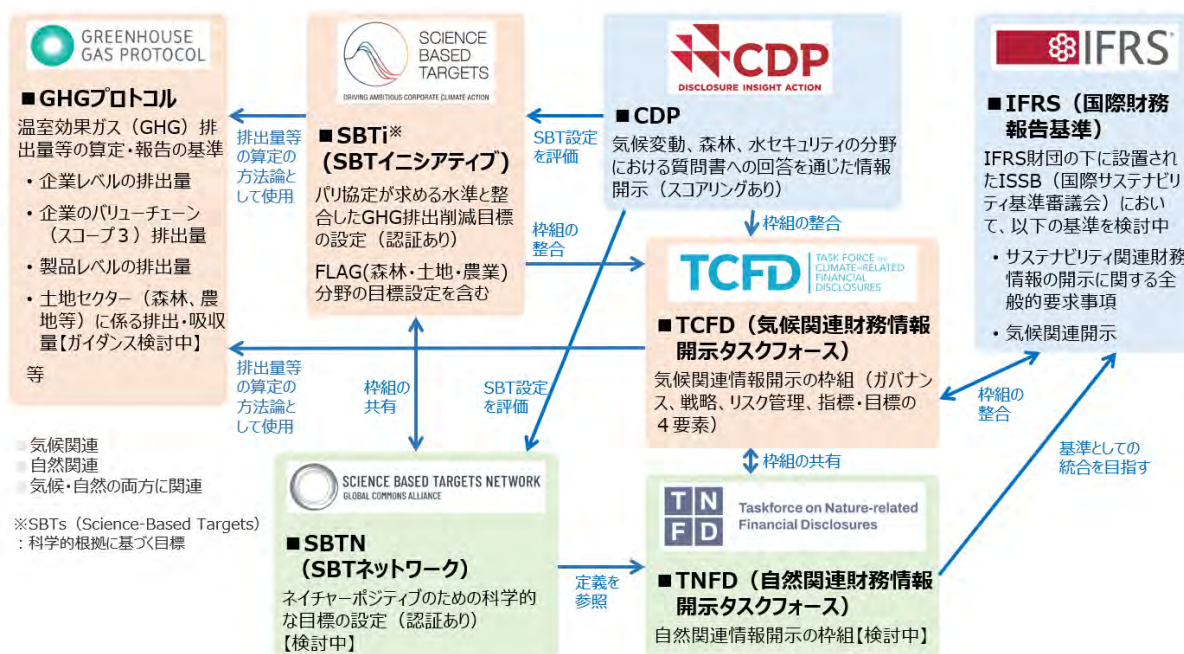 GREENHOUSE
GAS PROTOCOL
■GHGプロトコル
温室効果ガス（GHG）排
出量等の算定・報告の基準
・企業レベルの排出量
・企業のバリューチェーン
（スコープ３）排出量
・製品レベルの排出量
・土地セクター（森林、農
地等）に係る排出・吸収
量【ガイダンス検討中】
等
排出量等
の算定の
方法論と
して使用
SCIENCE
BASED
TARGETS
DRIVING AMBITIOUS CORPORATE CLIMATE ACTION
■SBTi※
（SBTイニシアティブ）
パリ協定が求める水準と整
合したGHG排出削減目標
の設定（認証あり）
FLAG(森林・土地・農業)
分野の目標設定を含む
SBT設定
を評価
CDP
DISCLOSURE INSIGHT ACTION
■CDP
気候変動、森林、水セキュリティの分野
における質問書への回答を通じた情報
開示（スコアリングあり）
枠組の
整合
枠組の整合
IFRS
■IFRS（国際財務
報告基準）
IFRS財団の下に設置され
たISSB（国際サステナビリ
ティ基準審議会）におい
て、以下の基準を検討中
・サステナビリティ関連財務
情報の開示に関する全
般的要求事項
・気候関連開示
TCFD
TASK FORCE ON
CLIMATE-RELATED
FINANCIAL
DISCLOSURES
■TCFD（気候関連財務情報
開示タスクフォース）
気候関連情報開示の枠組（ガバナン
ス、戦略、リスク管理、指標・目標の
４要素）
排出量等
の算定の
方法論と
して使用
枠組の
共有
SBT設定
を評価
枠組の
整合
枠組の共有
基準としての
統合を目指す
気候関連
自然関連
気候・自然の両方に関連
※SBTs（Science-Based Targets）
：科学的根拠に基づく目標
SCIENCE BASED TARGETS NETWORK
GLOBAL COMMONS ALLIANCE
■SBTN
（SBTネットワーク）
ネイチャーポジティブのための科学的
な目標の設定（認証あり）
【検討中】
定義を
参照
TN
FD
Taskforce on Nature-related
Financial Disclosures
■TNFD（自然関連財務情報
開示タスクフォース）
自然関連情報開示の枠組【検討中】